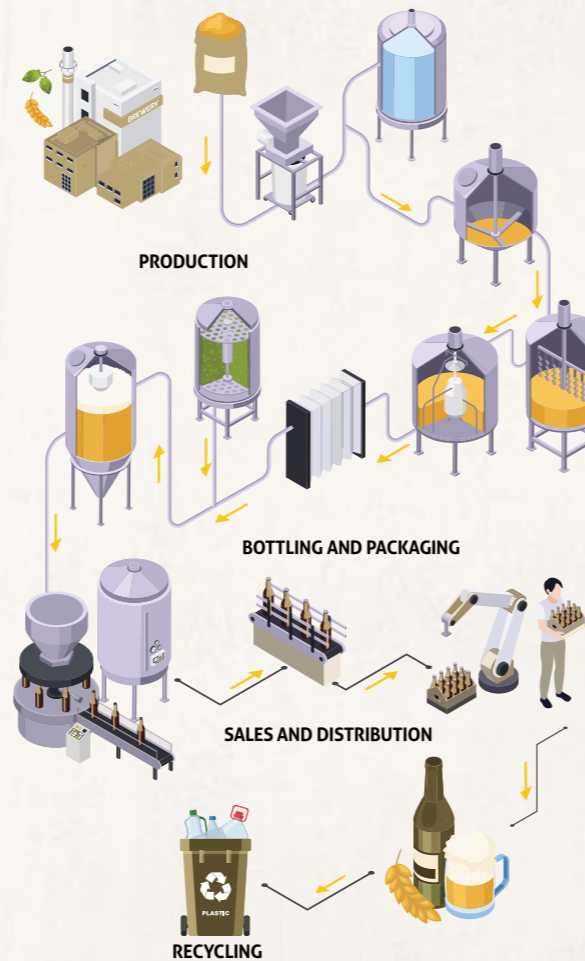 BREWERY
PRODUCTION
BOTTLING AND PACKAGING
SALES AND DISTRIBUTION
PLASTIC
RECYCLING